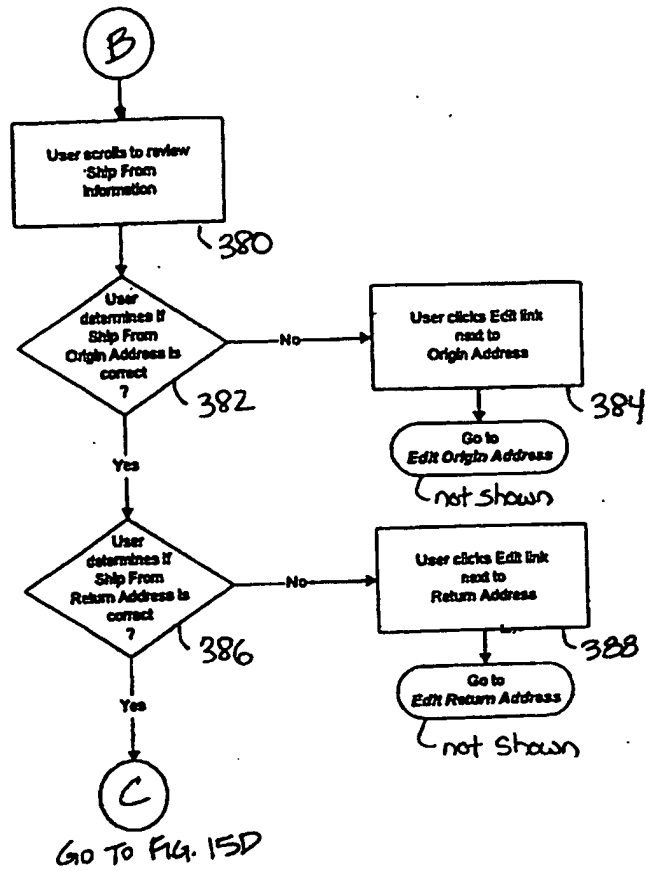 B
User scrolls to review
Ship From
Information
380
User
determines if
Ship From
Origin Address is
correct
?
382
No
User clicks Edit link
next to
Origin Address
384
Go to
Edit Origin Address
not shown
Yes
User
determines if
Ship From
Return Address is
correct
?
386
No
User clicks Edit link
next to
Return Address
388
Go to
Edit Return Address
not shown
Yes
C
GO TO FIG. 15D